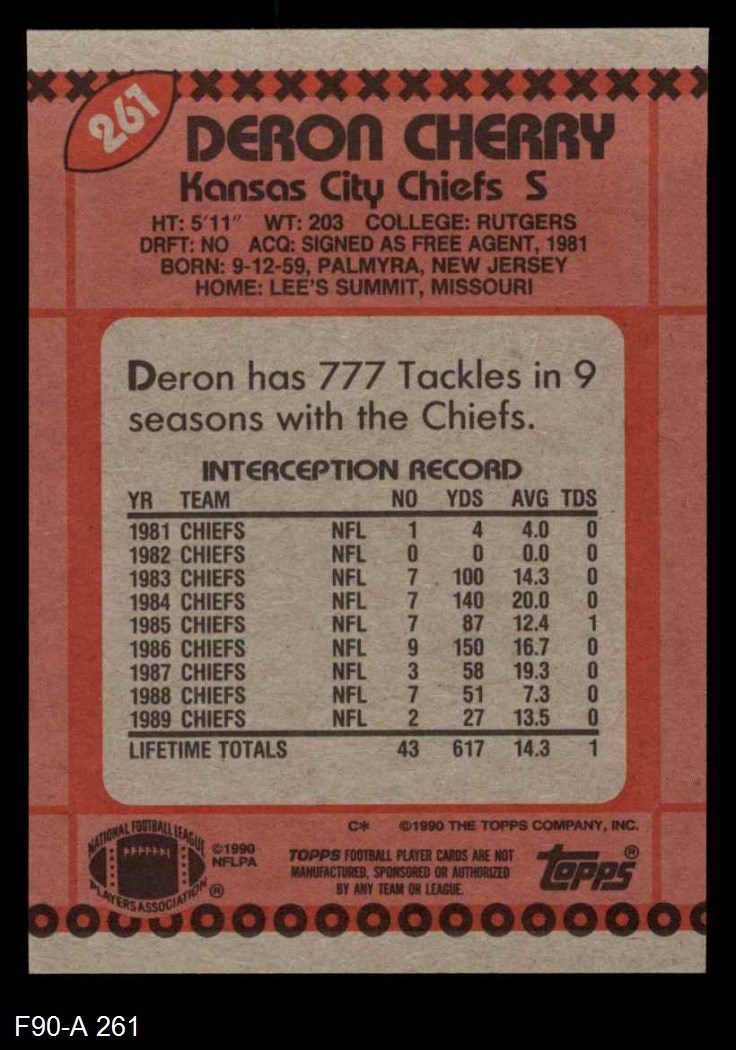 261
DERON CHERRY
Kansas City Chiefs S
HT: 5'11" WT: 203 COLLEGE: RUTGERS
DRFT: NO ACQ: SIGNED AS FREE AGENT, 1981
BORN: 9-12-59, PALMYRA, NEW JERSEY
HOME: LEE'S SUMMIT, MISSOURI
Deron has 777 Tackles in 9
seasons with the Chiefs.
INTERCEPTION RECORD
YR TEAM NO YDS AVG TDS
1981 CHIEFS NFL 1 4 4.0 0
1982 CHIEFS NFL 0 0 0.0 0
1983 CHIEFS NFL 7 100 14.3 0
1984 CHIEFS NFL 7 140 20.0 0
1985 CHIEFS NFL 7 87 12.4 1
1986 CHIEFS NFL 9 150 16.7 0
1987 CHIEFS NFL 3 58 19.3 0
1988 CHIEFS NFL 7 51 7.3 0
1989 CHIEFS NFL 2 27 13.5 0
LIFETIME TOTALS 43 617 14.3 1
C* ©1990 THE TOPPS COMPANY, INC.
NATIONAL FOOTBALL LEAGUE
PLAYERS ASSOCIATION ®
©1990
NFLPA
TOPPS FOOTBALL PLAYER CARDS ARE NOT
MANUFACTURED, SPONSORED OR AUTHORIZED
BY ANY TEAM OR LEAGUE.
topps®
F90-A 261